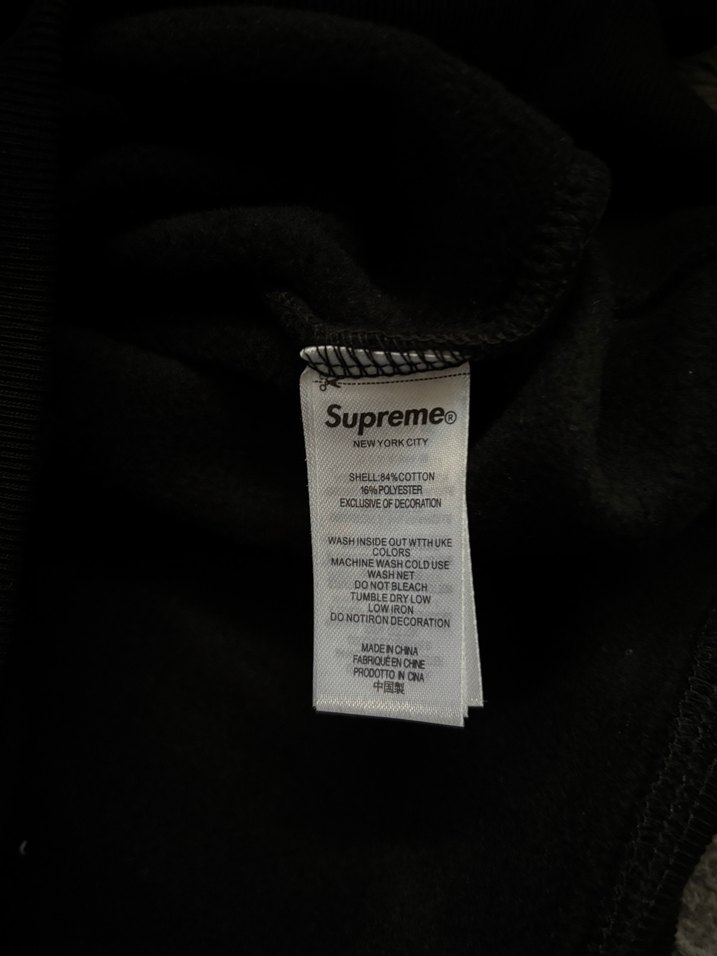 Supreme®
NEW YORK CITY
SHELL:84%COTTON
16%POLYESTER
EXCLUSIVE OF DECORATION
WASH INSIDE OUT WTTH UKE
COLORS
MACHINE WASH COLD USE
WASH NET
DO NOT BLEACH
TUMBLE DRY LOW
LOW IRON
DO NOTIRON DECORATION
MADE IN CHINA
FABRIQUÉ EN CHINE
PRODOTTO IN CINA
中国製